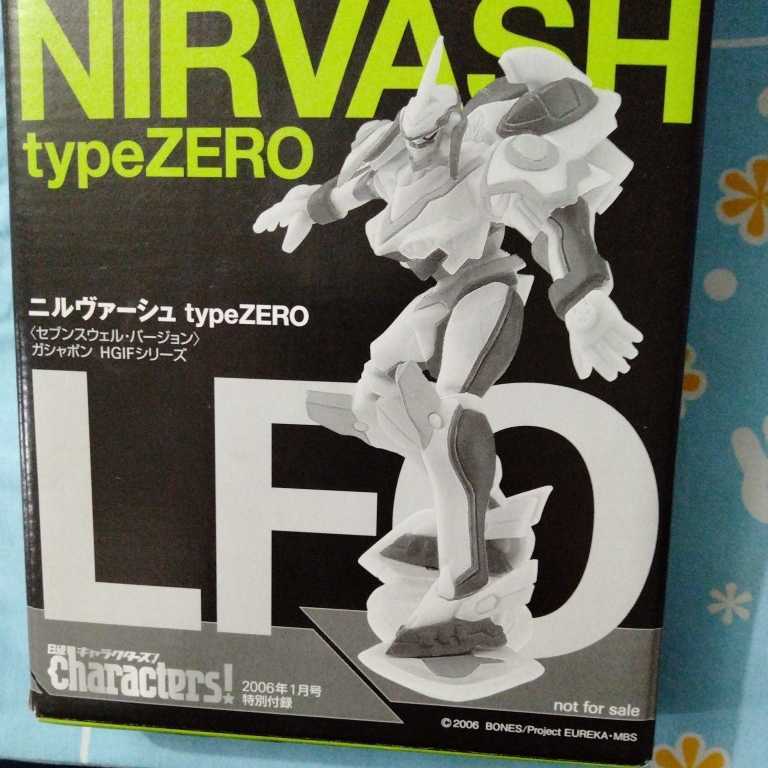 NIRVASH
typeZERO
ニルヴァーシュ typeZERO
〈セブンスウェル・バージョン〉
ガシャポン HGIFシリーズ
LFO
日経キャラクターズ!
Characters!
2006年1月号
特別付録
not for sale
©2006 BONES/Project EUREKA・MBS